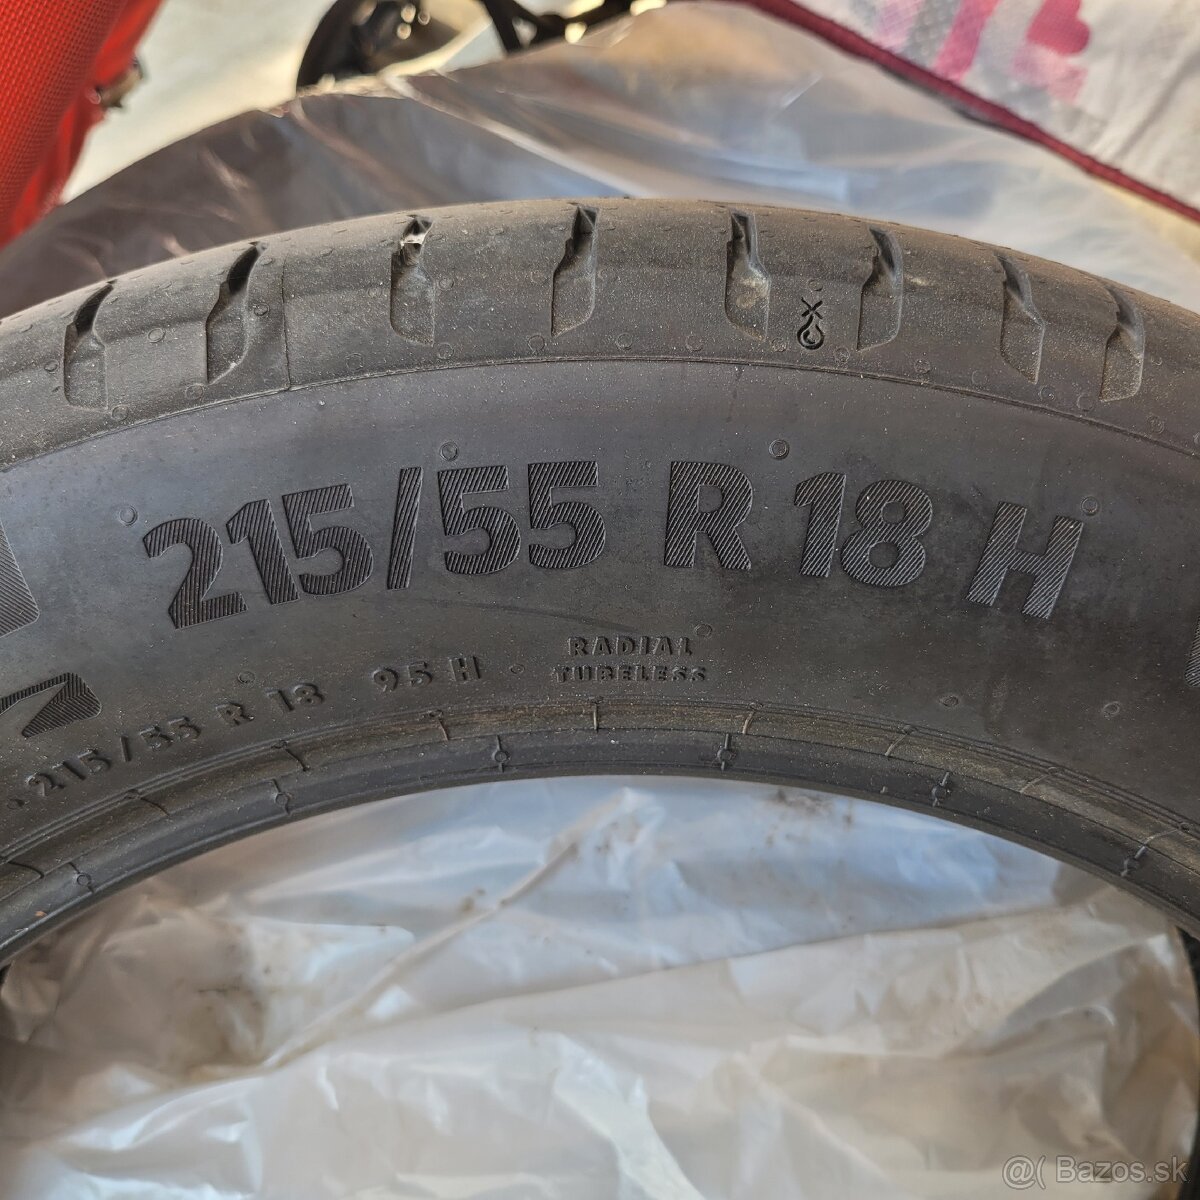 215/55 R 18 H
215/55 R 18 95 H
RADIAL
TUBELESS
@( Bazos.sk